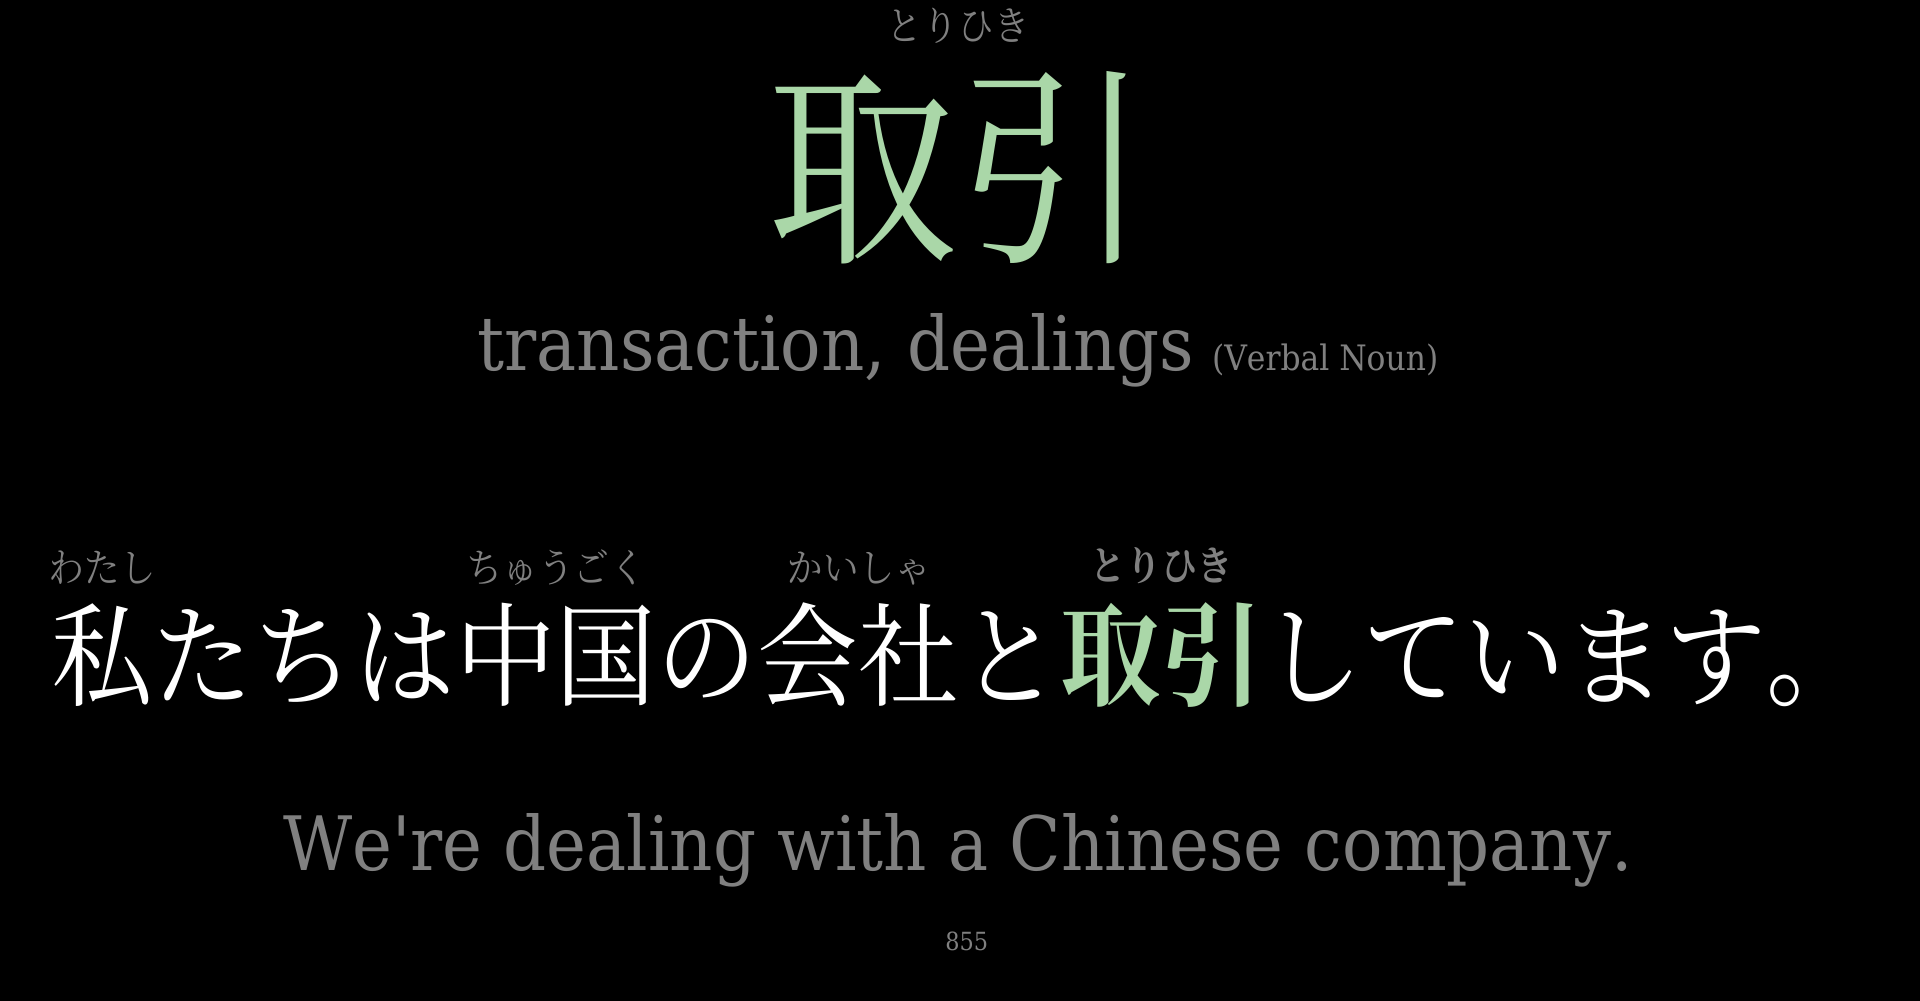 とりひき
取引
transaction, dealings (Verbal Noun)
わたし ちゅうごく かいしゃ とりひき
私たちは中国の会社と取引しています。
We're dealing with a Chinese company.
855